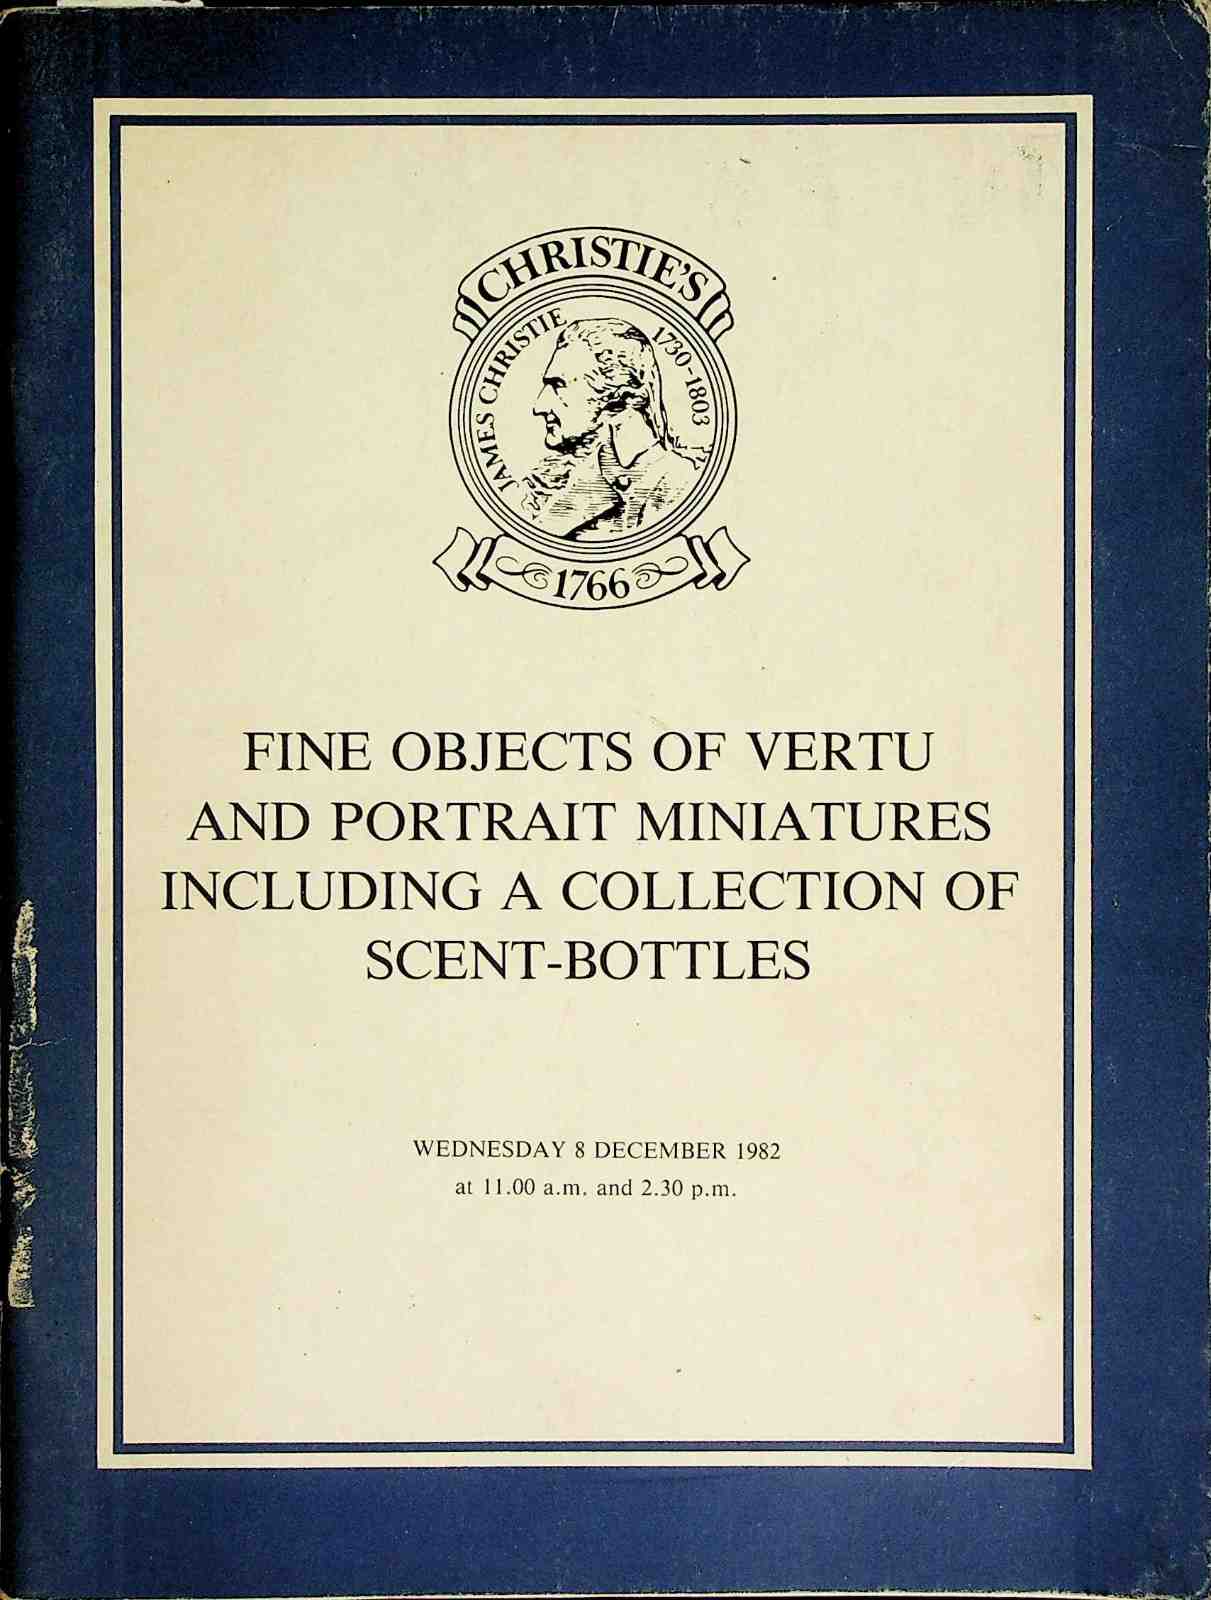 CHRISTIE'S
JAMES CHRISTIE 1730-1803
1766
FINE OBJECTS OF VERTU
AND PORTRAIT MINIATURES
INCLUDING A COLLECTION OF
SCENT-BOTTLES
WEDNESDAY 8 DECEMBER 1982
at 11.00 a.m. and 2.30 p.m.